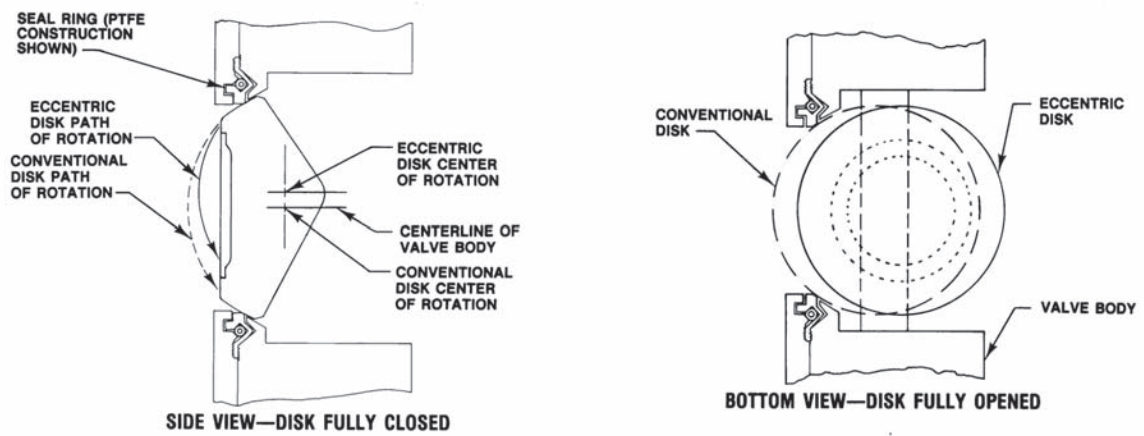 SEAL RING (PTFE
CONSTRUCTION
SHOWN)
ECCENTRIC
DISK PATH
OF ROTATION
CONVENTIONAL
DISK PATH
OF ROTATION
ECCENTRIC
DISK CENTER
OF ROTATION
CENTERLINE OF
VALVE BODY
CONVENTIONAL
DISK CENTER
OF ROTATION
SIDE VIEW—DISK FULLY CLOSED
CONVENTIONAL
DISK
ECCENTRIC
DISK
VALVE BODY
BOTTOM VIEW—DISK FULLY OPENED